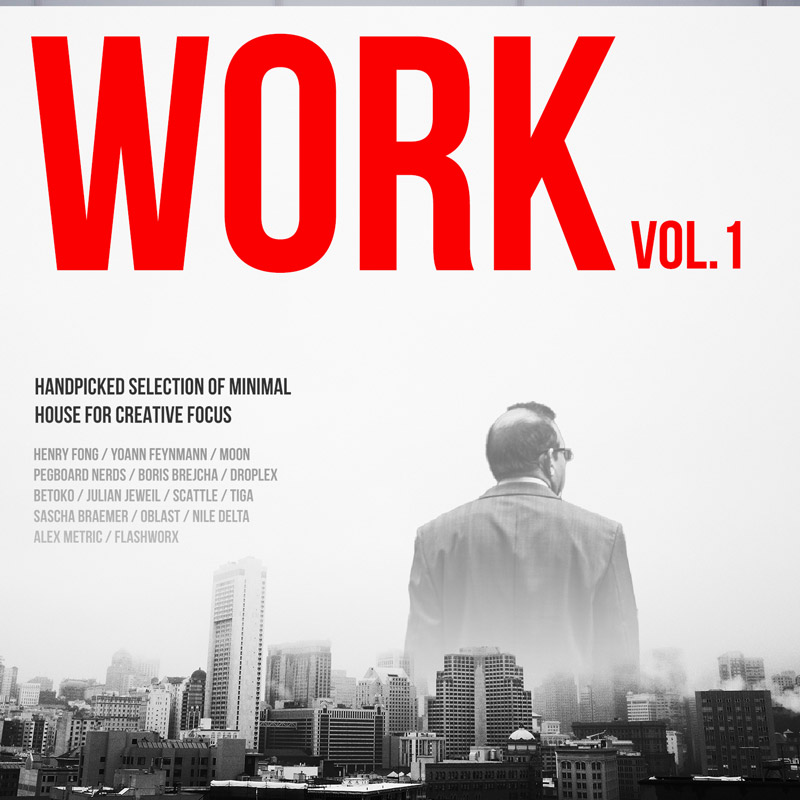 WORK VOL. 1
HANDPICKED SELECTION OF MINIMAL
HOUSE FOR CREATIVE FOCUS
HENRY FONG / YOANN FEYNMANN / MOON
PEGBOARD NERDS / BORIS BREJCHA / DROPLEX
BETOKO / JULIAN JEWEIL / SCATTLE / TIGA
SASCHA BRAEMER / OBLAST / NILE DELTA
ALEX METRIC / FLASHWORX